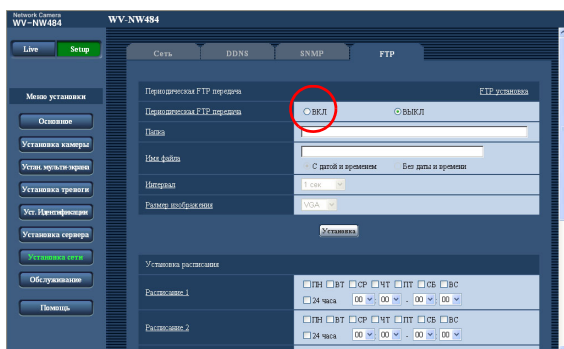 Network Camera
WV-NW484
WV-NW484
Live Setup
Сеть DDNS SNMP FTP
Меню установки
Основное
Установка камеры
Устан. мульти-экрана
Установка тревоги
Уст. Идентификации
Установка сервера
Установка сети
Обслуживание
Помощь
Периодическая FTP передача FTP установка
Периодическая FTP передача ВКЛ ВЫКЛ
Папка
Имя файла
С датой и временем Без даты и времени
Интервал 1 сек
Размер изображения VGA
Установка
Установка расписания
Расписание 1 ПН ВТ СР ЧТ ПТ СБ ВС
24 часа 00 : 00 - 00 : 00
Расписание 2 ПН ВТ СР ЧТ ПТ СБ ВС
24 часа 00 : 00 - 00 : 00